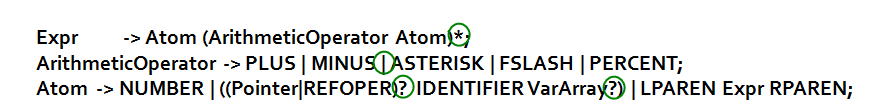 Expr -> Atom (ArithmeticOperator Atom)*;
ArithmeticOperator -> PLUS | MINUS | ASTERISK | FSLASH | PERCENT;
Atom -> NUMBER | ((Pointer|REFOPER)? IDENTIFIER VarArray?) | LPAREN Expr RPAREN;